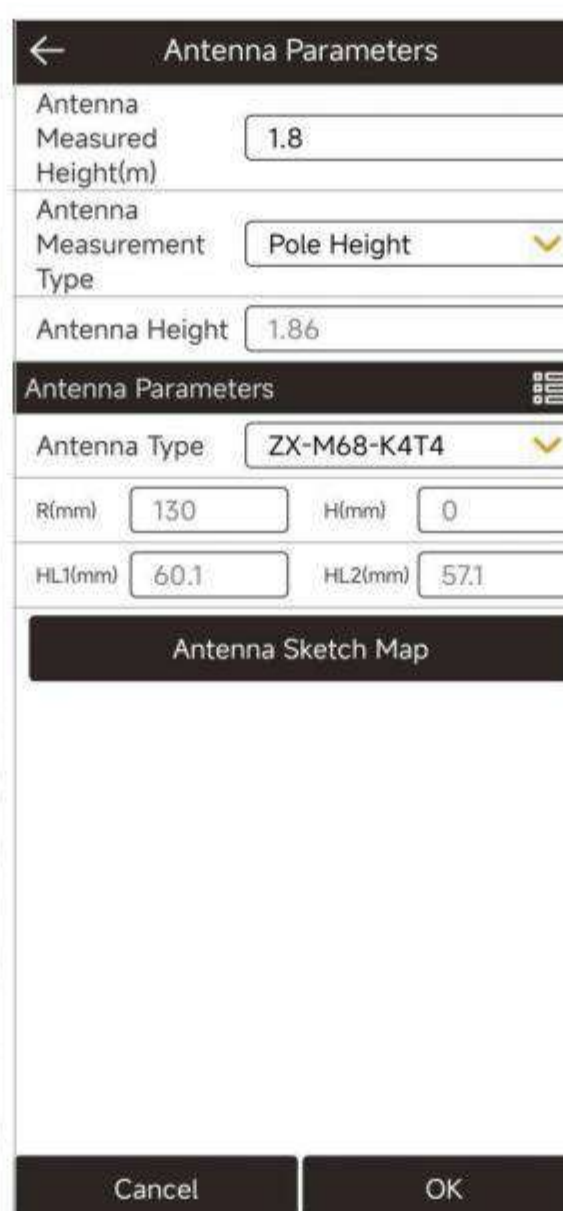 Antenna Parameters
Antenna
Measured
Height(m)
1.8
Antenna
Measurement
Type
Pole Height
Antenna Height
1.86
Antenna Parameters
Antenna Type
ZX-M68-K4T4
R(mm)
130
H(mm)
0
HL1(mm)
60.1
HL2(mm)
57.1
Antenna Sketch Map
Cancel
OK